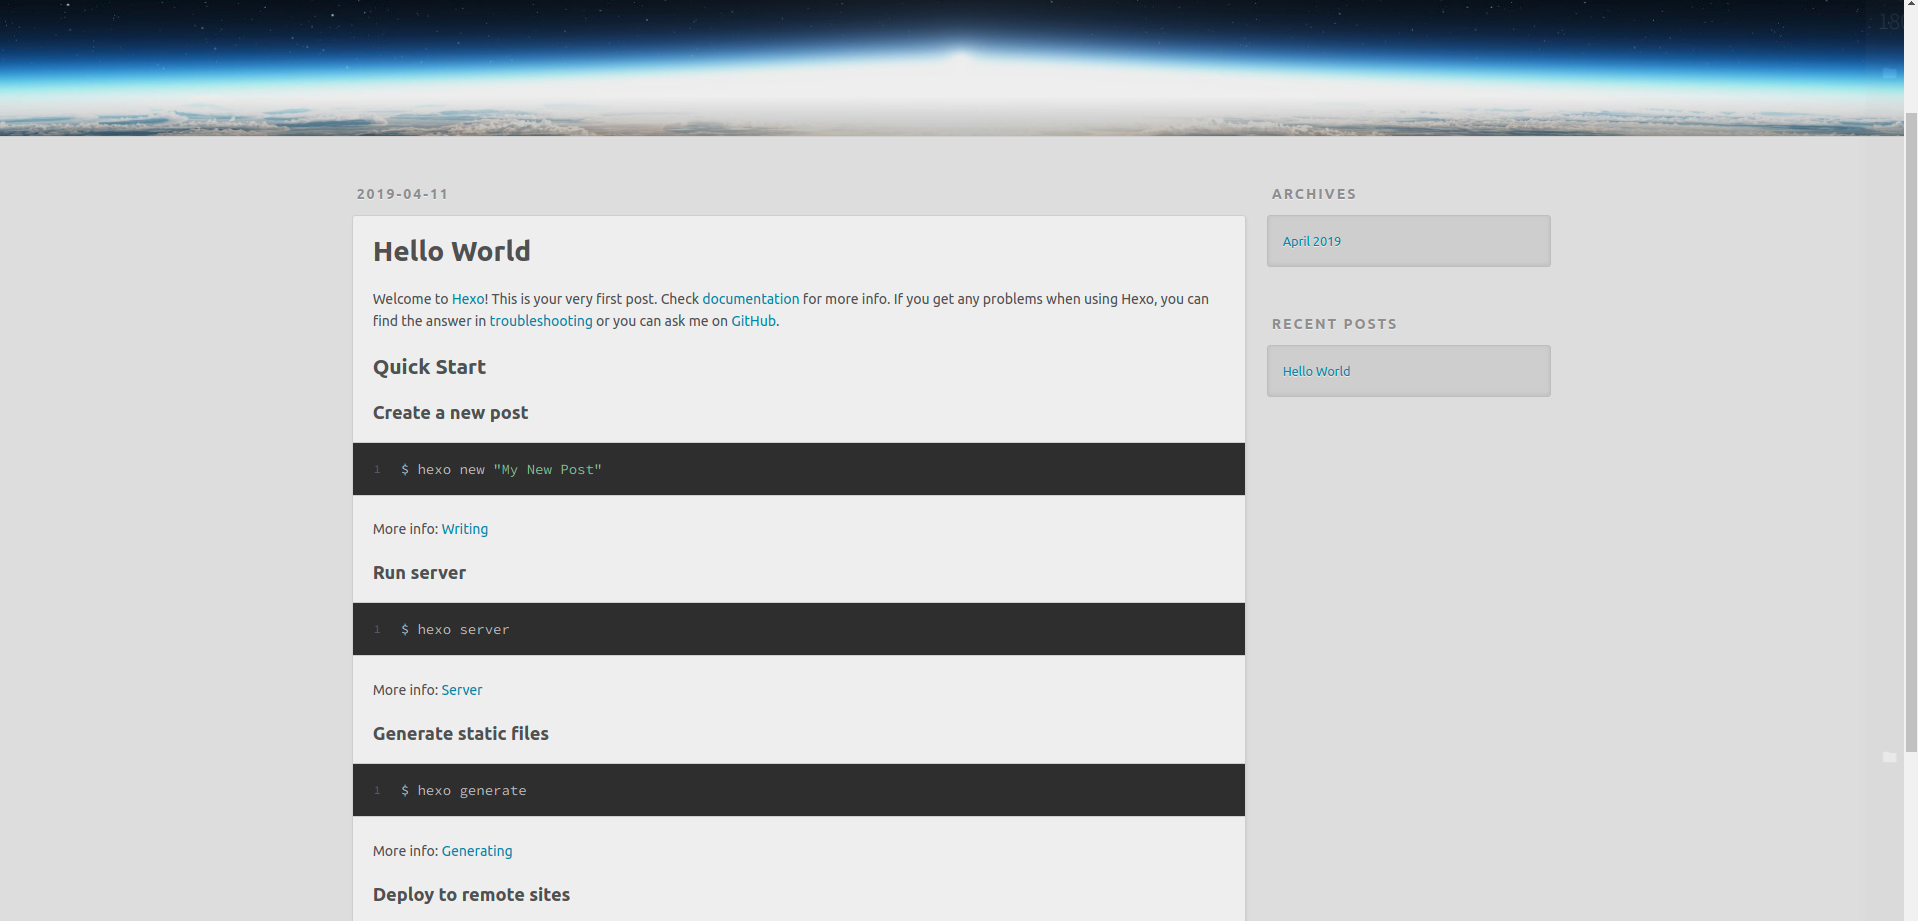 2019-04-11
Hello World
Welcome to Hexo! This is your very first post. Check documentation for more info. If you get any problems when using Hexo, you can
find the answer in troubleshooting or you can ask me on GitHub.
Quick Start
Create a new post
1 $ hexo new "My New Post"
More info: Writing
Run server
1 $ hexo server
More info: Server
Generate static files
1 $ hexo generate
More info: Generating
Deploy to remote sites
ARCHIVES
April 2019
RECENT POSTS
Hello World